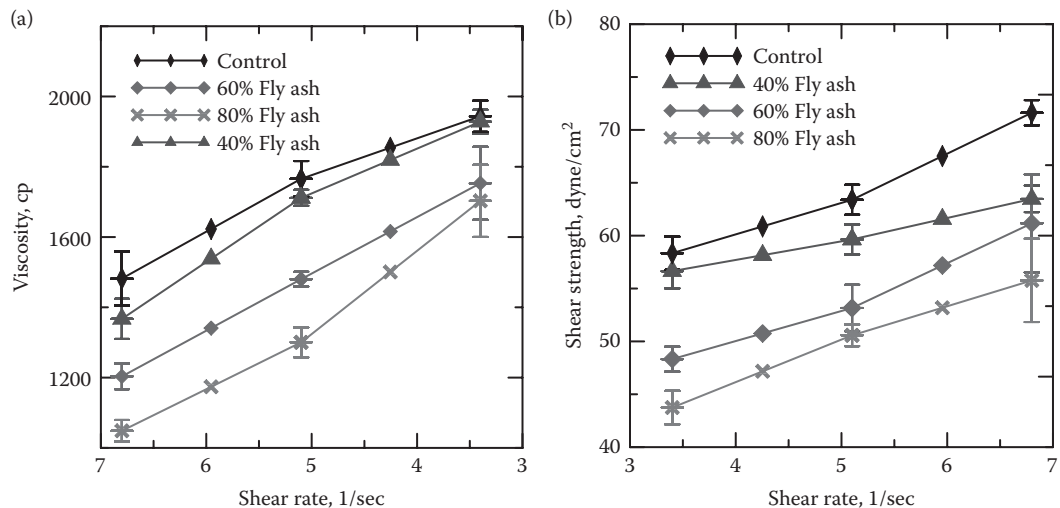 (a)
Control
60% Fly ash
80% Fly ash
40% Fly ash
2000
1600
1200
Viscosity, cp
7 6 5 4 3
Shear rate, 1/sec
(b)
80
70
60
50
40
Control
40% Fly ash
60% Fly ash
80% Fly ash
Shear strength, dyne/cm²
3 4 5 6 7
Shear rate, 1/sec